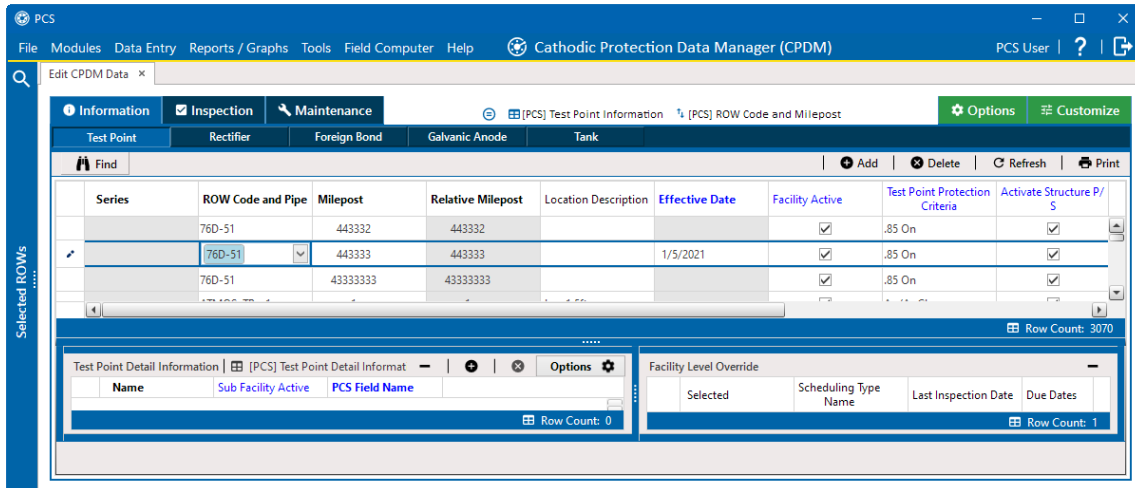 PCS
File Modules Data Entry Reports / Graphs Tools Field Computer Help Cathodic Protection Data Manager (CPDM) PCS User | ? |
Edit CPDM Data ×
Information Inspection Maintenance [PCS] Test Point Information [PCS] ROW Code and Milepost Options Customize
Test Point Rectifier Foreign Bond Galvanic Anode Tank
Find | Add | Delete | Refresh | Print
Series ROW Code and Pipe Milepost Relative Milepost Location Description Effective Date Facility Active Test Point Protection Criteria Activate Structure P/S
76D-51 443332 443332 .85 On
76D-51 443333 443333 1/5/2021 .85 On
76D-51 43333333 43333333 .85 On
Row Count: 3070
Selected ROWs
Test Point Detail Information | [PCS] Test Point Detail Informat | | Options
Name Sub Facility Active PCS Field Name
Row Count: 0
Facility Level Override
Selected Scheduling Type Name Last Inspection Date Due Dates
Row Count: 1